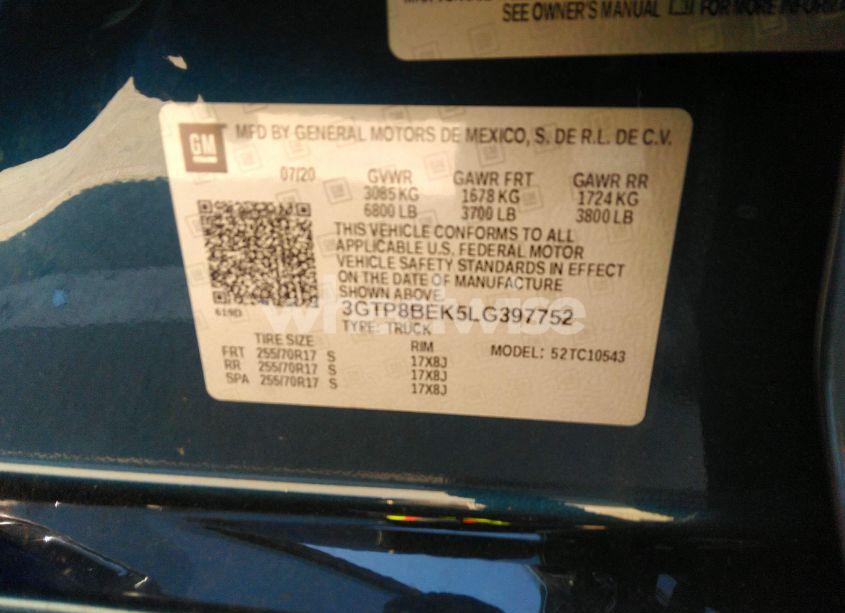 SEE OWNER'S MANUAL FOR MORE INFORM
GM
MFD BY GENERAL MOTORS DE MEXICO, S. DE R.L. DE C.V.
07/20 GVWR GAWR FRT GAWR RR
3085 KG 1678 KG 1724 KG
6800 LB 3700 LB 3800 LB
THIS VEHICLE CONFORMS TO ALL
APPLICABLE U.S. FEDERAL MOTOR
VEHICLE SAFETY STANDARDS IN EFFECT
ON THE DATE OF MANUFACTURE
SHOWN ABOVE
619D 3GTP8BEK5LG397752
TYPE: TRUCK
TIRE SIZE RIM MODEL: 52TC10543
FRT 255/70R17 S 17X8J
RR 255/70R17 S 17X8J
SPA 255/70R17 S 17X8J